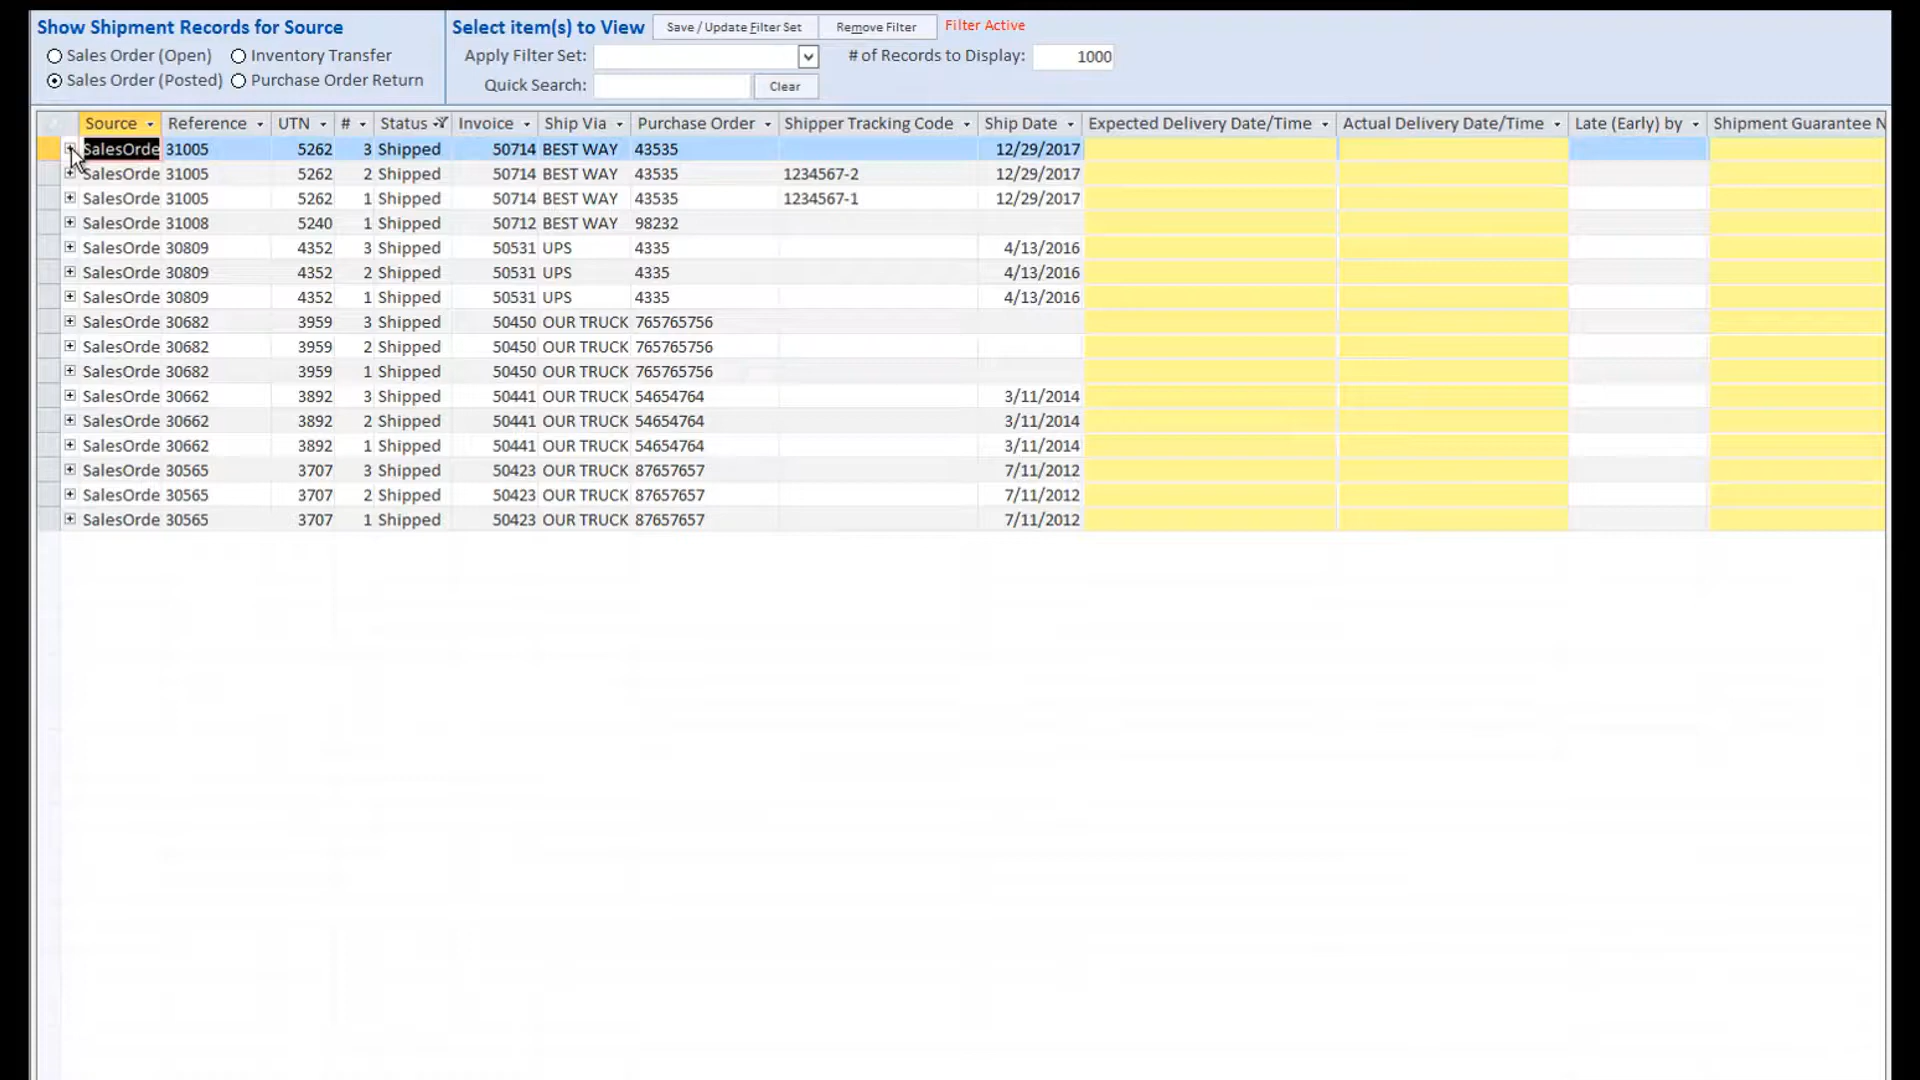 Show Shipment Records for Source
Select item(s) to View Save / Update Filter Set Remove Filter Filter Active
Sales Order (Open) Inventory Transfer Apply Filter Set: # of Records to Display: 1000
Sales Order (Posted) Purchase Order Return Quick Search: Clear
Source Reference UTN # Status Invoice Ship Via Purchase Order Shipper Tracking Code Ship Date Expected Delivery Date/Time Actual Delivery Date/Time Late (Early) by Shipment Guarantee N
SalesOrde 31005 5262 3 Shipped 50714 BEST WAY 43535 12/29/2017
SalesOrde 31005 5262 2 Shipped 50714 BEST WAY 43535 1234567-2 12/29/2017
SalesOrde 31005 5262 1 Shipped 50714 BEST WAY 43535 1234567-1 12/29/2017
SalesOrde 31008 5240 1 Shipped 50712 BEST WAY 98232
SalesOrde 30809 4352 3 Shipped 50531 UPS 4335 4/13/2016
SalesOrde 30809 4352 2 Shipped 50531 UPS 4335 4/13/2016
SalesOrde 30809 4352 1 Shipped 50531 UPS 4335 4/13/2016
SalesOrde 30682 3959 3 Shipped 50450 OUR TRUCK 765765756
SalesOrde 30682 3959 2 Shipped 50450 OUR TRUCK 765765756
SalesOrde 30682 3959 1 Shipped 50450 OUR TRUCK 765765756
SalesOrde 30662 3892 3 Shipped 50441 OUR TRUCK 54654764 3/11/2014
SalesOrde 30662 3892 2 Shipped 50441 OUR TRUCK 54654764 3/11/2014
SalesOrde 30662 3892 1 Shipped 50441 OUR TRUCK 54654764 3/11/2014
SalesOrde 30565 3707 3 Shipped 50423 OUR TRUCK 87657657 7/11/2012
SalesOrde 30565 3707 2 Shipped 50423 OUR TRUCK 87657657 7/11/2012
SalesOrde 30565 3707 1 Shipped 50423 OUR TRUCK 87657657 7/11/2012